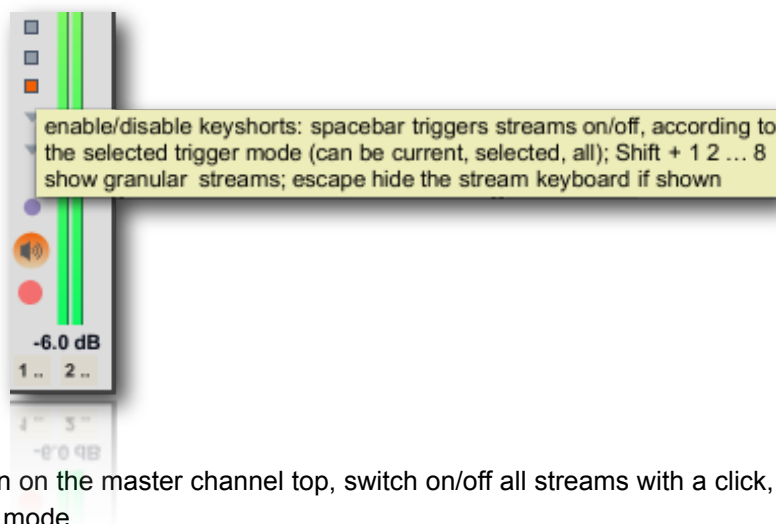 enable/disable keyshorts: spacebar triggers streams on/off, according to
the selected trigger mode (can be current, selected, all); Shift + 1 2 ... 8
show granular streams; escape hide the stream keyboard if shown
-6.0 dB
1 .. 2 ..
on the master channel top, switch on/off all streams with a click,
mode